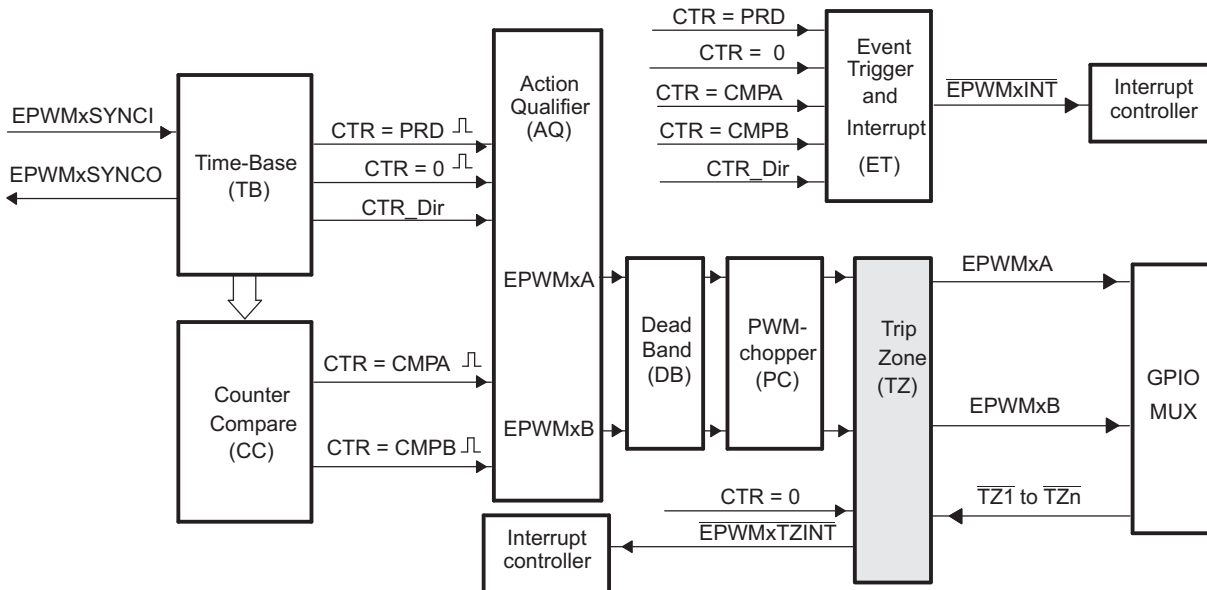 EPWMxSYNCI
EPWMxSYNCO
Time-Base
(TB)
CTR = PRD
CTR = 0
CTR_Dir
Counter
Compare
(CC)
CTR = CMPA
CTR = CMPB
Action
Qualifier
(AQ)
EPWMxA
EPWMxB
CTR = PRD
CTR = 0
CTR = CMPA
CTR = CMPB
CTR_Dir
Event
Trigger
and
Interrupt
(ET)
EPWMxINT
Interrupt
controller
Dead
Band
(DB)
PWM-
chopper
(PC)
Trip
Zone
(TZ)
EPWMxA
EPWMxB
TZ1 to TZn
GPIO
MUX
CTR = 0
EPWMxTZINT
Interrupt
controller